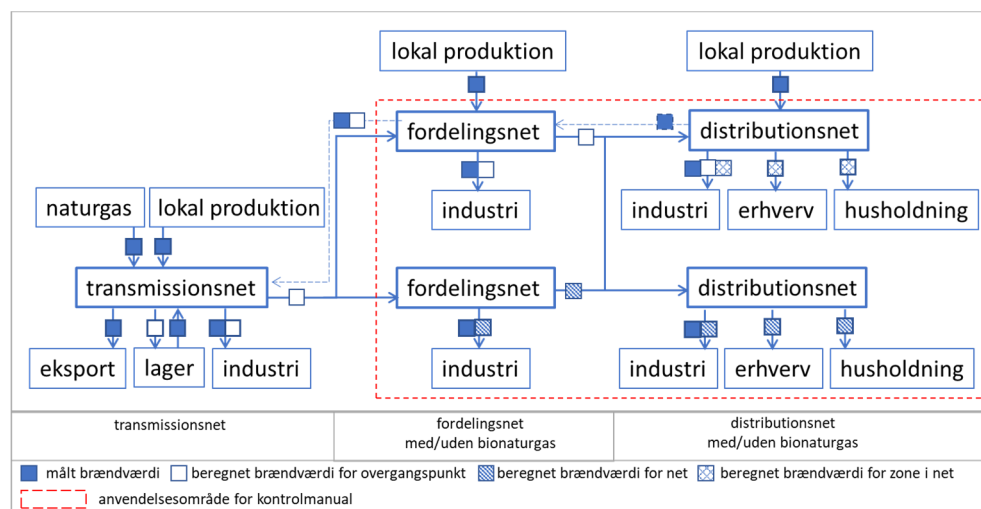 lokal produktion
lokal produktion
fordelingsnet
distributionsnet
industri
industri
erhverv
husholdning
naturgas
lokal produktion
transmissionsnet
fordelingsnet
distributionsnet
eksport
lager
industri
industri
industri
erhverv
husholdning
transmissionsnet
fordelingsnet
med/uden bionaturgas
distributionsnet
med/uden bionaturgas
målt brændværdi
beregnet brændværdi for overgangspunkt
beregnet brændværdi for net
beregnet brændværdi for zone i net
anvendelsesområde for kontrolmanual